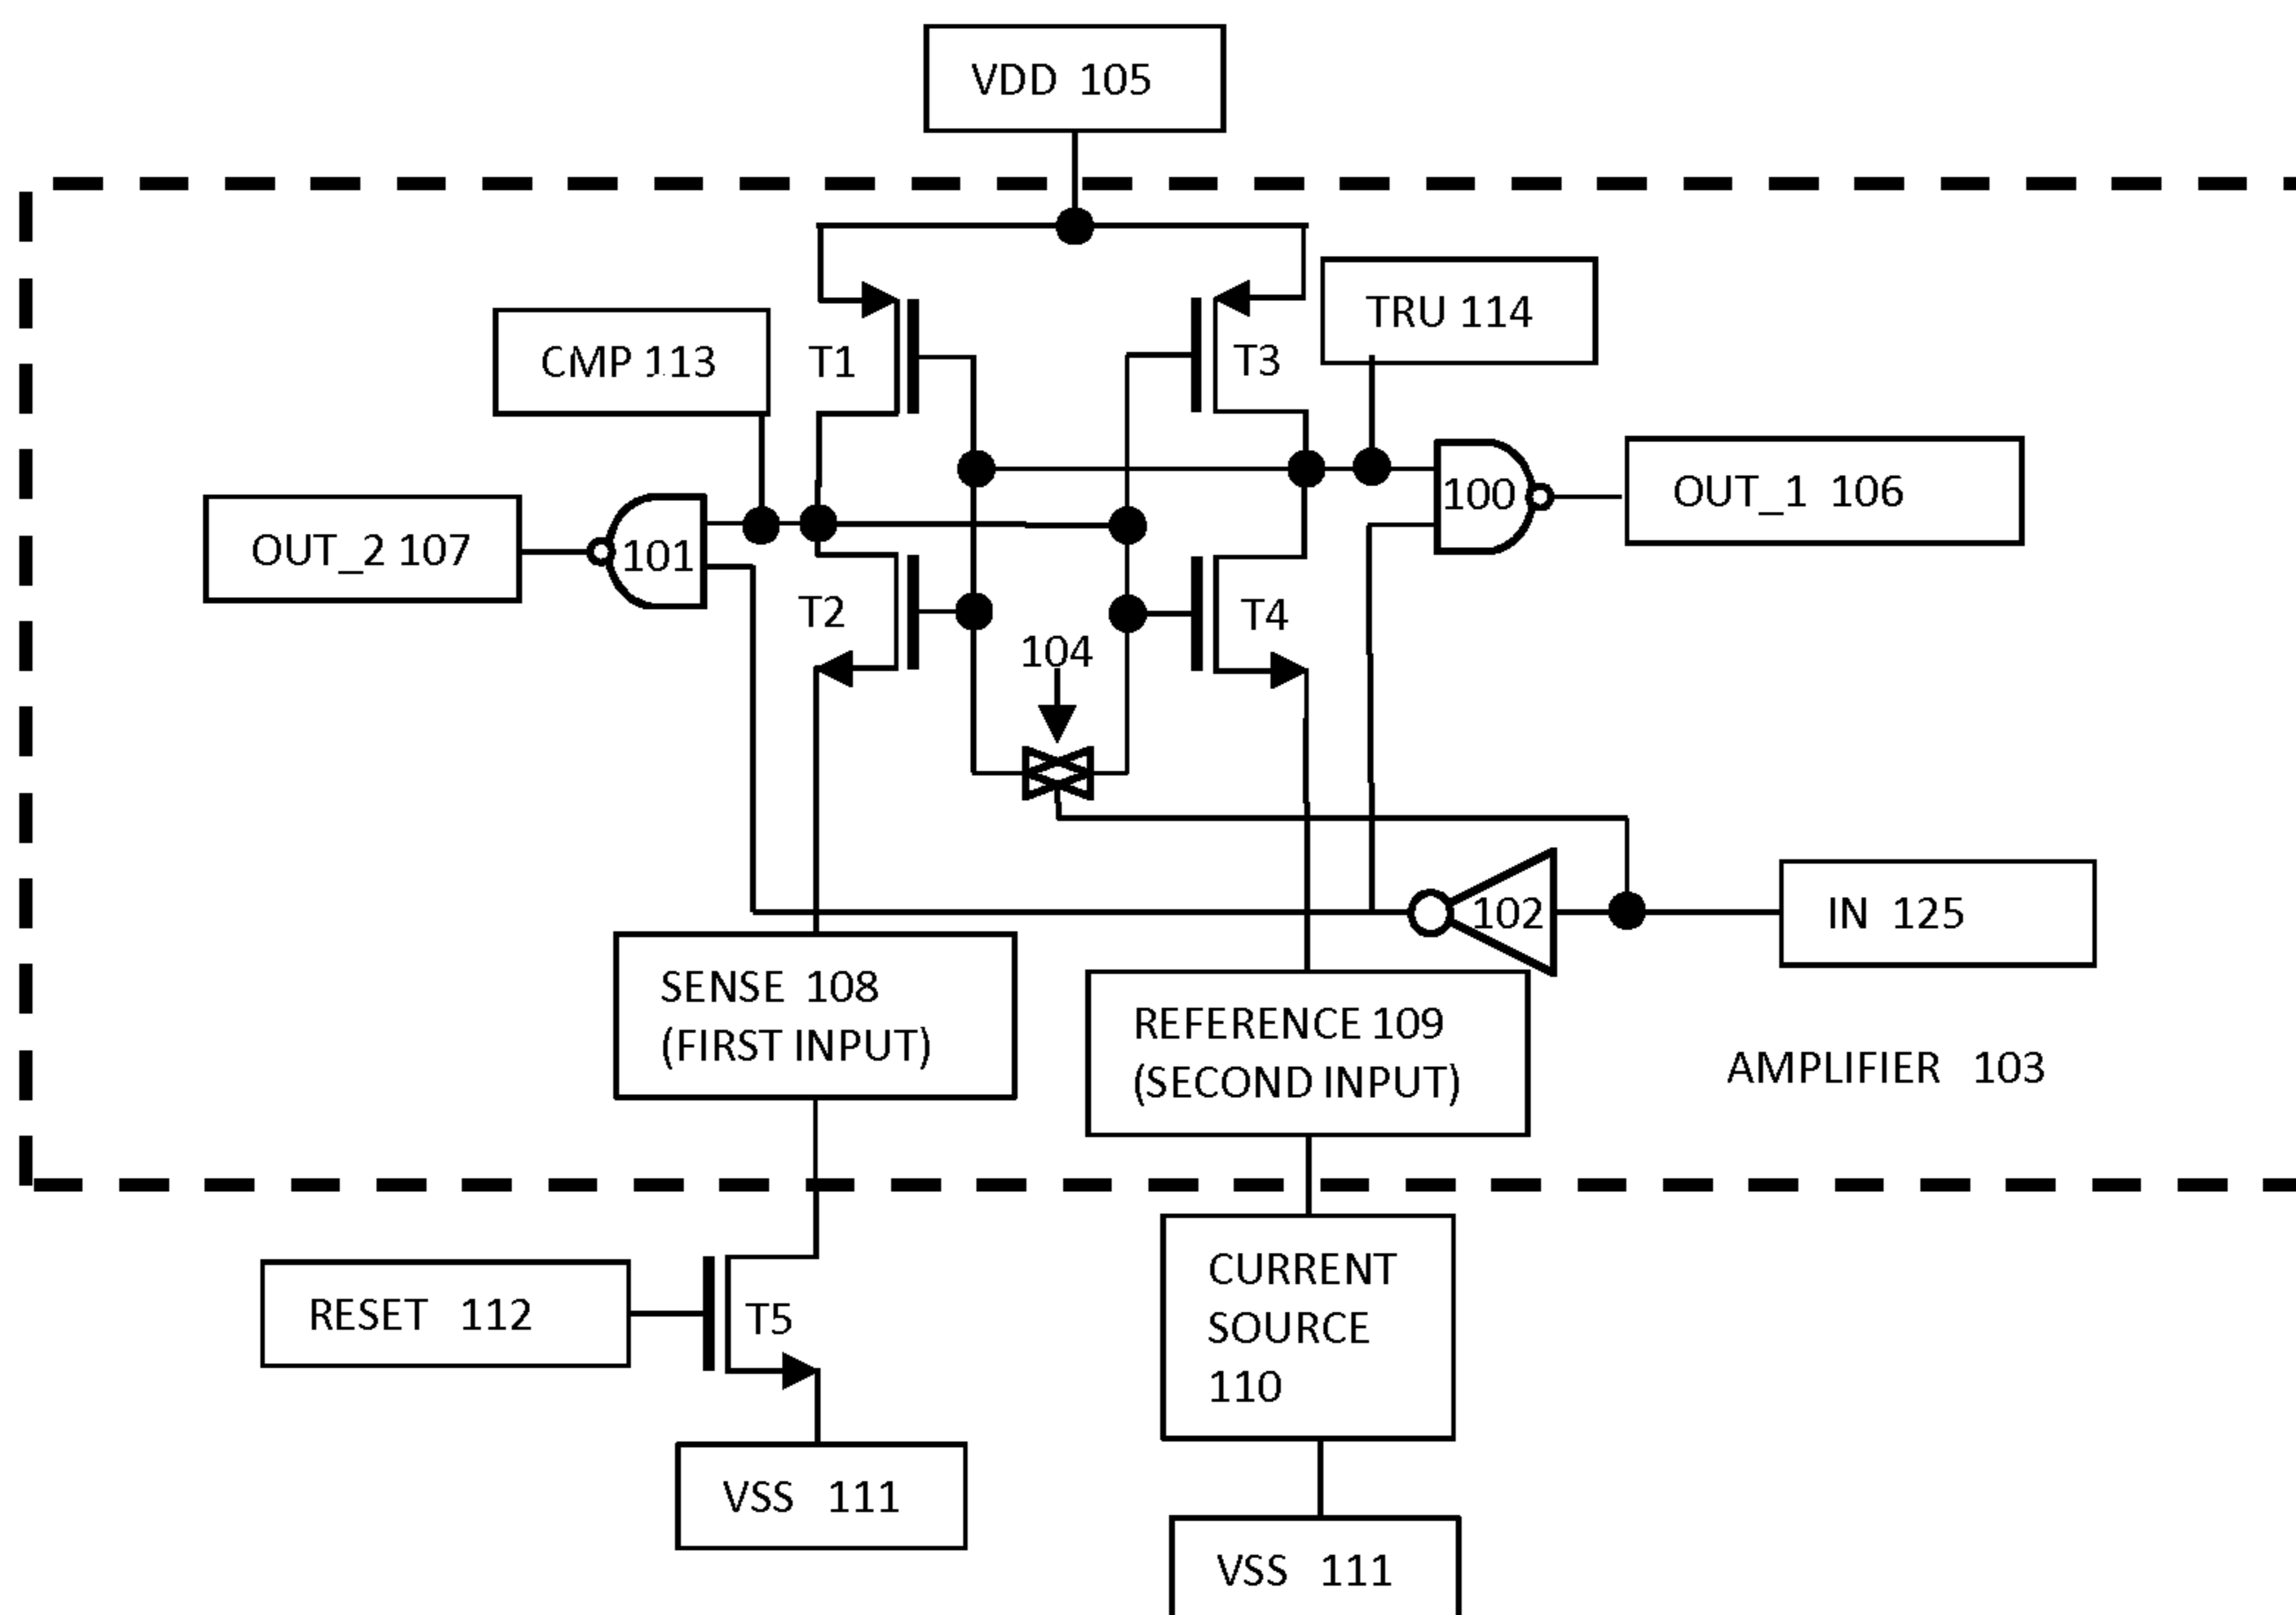 VDD 105
TRU 114
CMP 113
T1
T3
100
OUT_1 106
OUT_2 107
101
T2
T4
104
102
IN 125
SENSE 108
(FIRST INPUT)
REFERENCE 109
(SECOND INPUT)
AMPLIFIER 103
RESET 112
T5
CURRENT
SOURCE
110
VSS 111
VSS 111